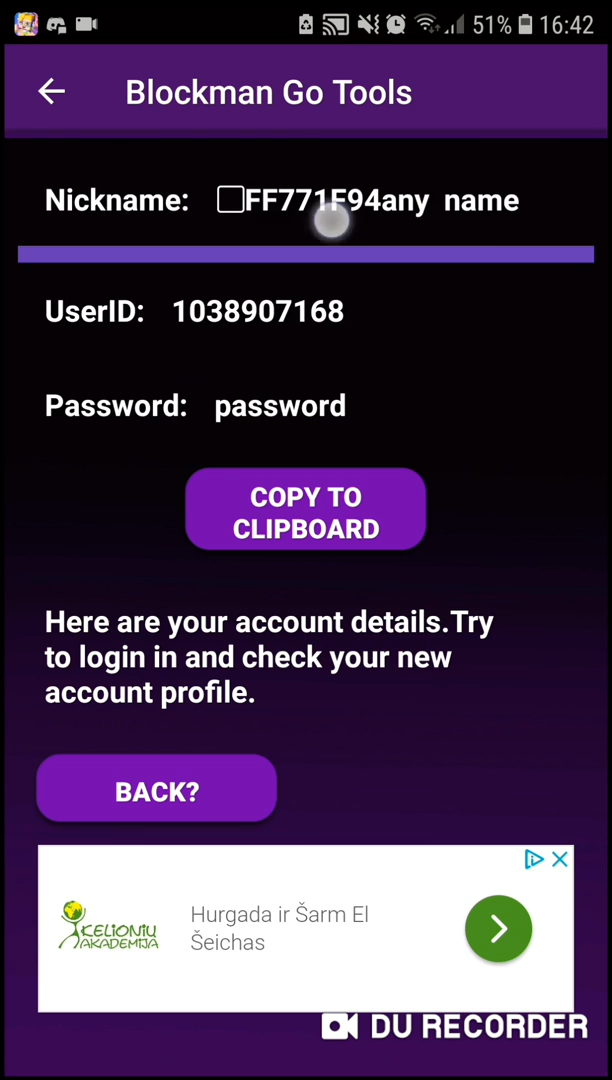 51% 16:42
Blockman Go Tools
Nickname: □FF771F94any name
UserID: 1038907168
Password: password
COPY TO
CLIPBOARD
Here are your account details.Try
to login in and check your new
account profile.
BACK?
KELIONIŲ
AKADEMIJA
Hurgada ir Šarm El
Šeichas
DU RECORDER